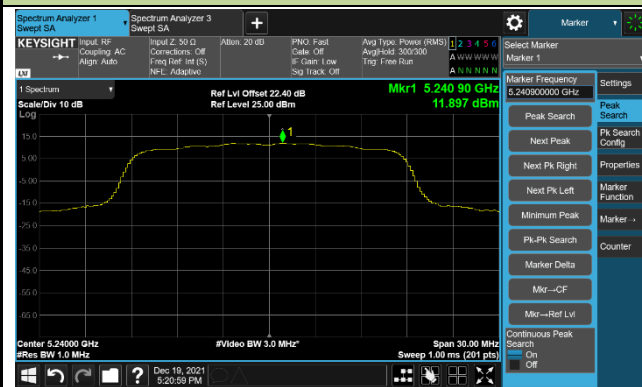 Spectrum Analyzer 1
Swept SA
Spectrum Analyzer 3
Swept SA
Marker
KEYSIGHT
Input: RF
Coupling: AC
Align: Auto
Input Z: 50 Ω
Corrections: Off
Freq Ref: Int (S)
NFE: Adaptive
Atten: 20 dB
PNO: Fast
Gate: Off
IF Gain: Low
Sig Track: Off
Avg Type: Power (RMS)
Avg|Hold: 300/300
Trig: Free Run
1 2 3 4 5 6
A W W W W W
A N N N N N
LXI
Select Marker
Marker 1
1 Spectrum
Scale/Div 10 dB
Log
Ref Lvl Offset 22.40 dB
Ref Level 25.00 dBm
Mkr1 5.240 90 GHz
11.897 dBm
1
15.0
5.00
-5.00
-15.0
-25.0
-35.0
-45.0
-55.0
-65.0
Center 5.24000 GHz
#Res BW 1.0 MHz
#Video BW 3.0 MHz*
Span 30.00 MHz
Sweep 1.00 ms (201 pts)
Marker Frequency
5.240900000 GHz
Peak Search
Next Peak
Next Pk Right
Next Pk Left
Minimum Peak
Pk-Pk Search
Marker Delta
Mkr→CF
Mkr→Ref Lvl
Continuous Peak
Search
On
Off
Settings
Peak
Search
Pk Search
Config
Properties
Marker
Function
Marker→
Counter
?
Dec 19, 2021
5:20:59 PM